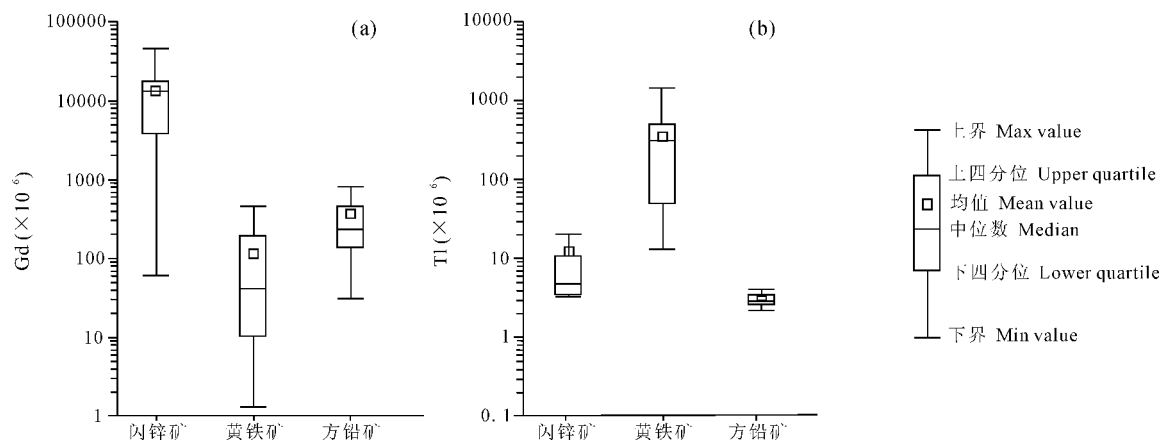 100000
10000
1000
100
10
1
Gd (×10 6)
(a)
闪锌矿 黄铁矿 方铅矿
10000
1000
100
10
1
0.1
Tl (×10 6)
(b)
闪锌矿 黄铁矿 方铅矿
上界 Max value
上四分位 Upper quartile
均值 Mean value
中位数 Median
下四分位 Lower quartile
下界 Min value